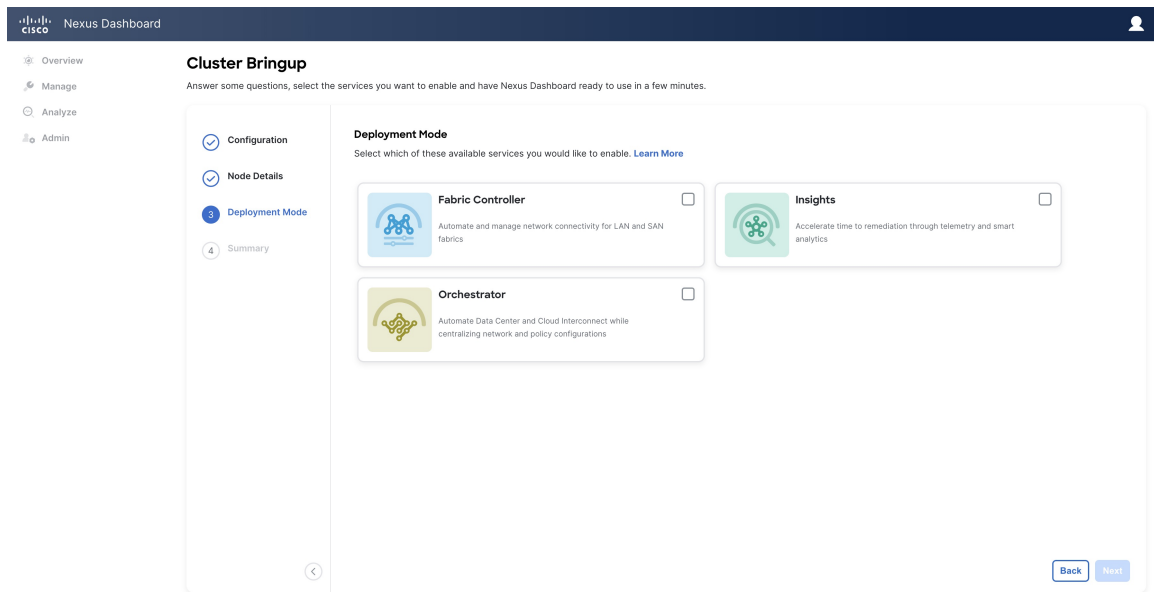 CISCO
Nexus Dashboard
Overview
Manage
Analyze
Admin
Cluster Bringup
Answer some questions, select the services you want to enable and have Nexus Dashboard ready to use in a few minutes.
Configuration
Node Details
3 Deployment Mode
4 Summary
Deployment Mode
Select which of these available services you would like to enable. Learn More
Fabric Controller
Automate and manage network connectivity for LAN and SAN
fabrics
Insights
Accelerate time to remediation through telemetry and smart
analytics
Orchestrator
Automate Data Center and Cloud Interconnect while
centralizing network and policy configurations
Back
Next